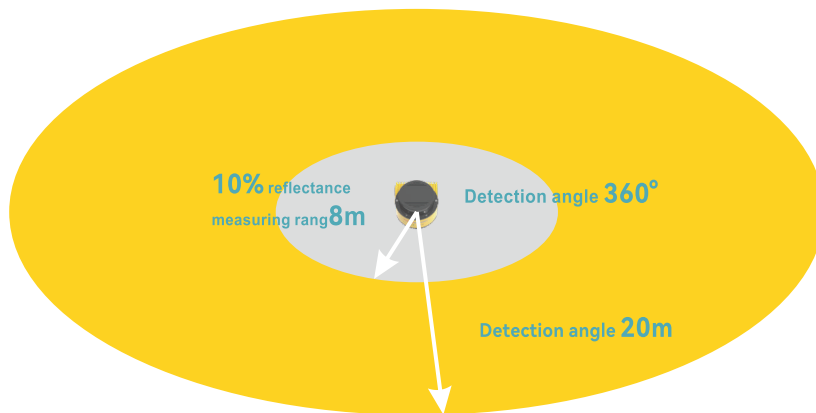 10% reflectance
measuring rang8m
Detection angle 360°
Detection angle 20m